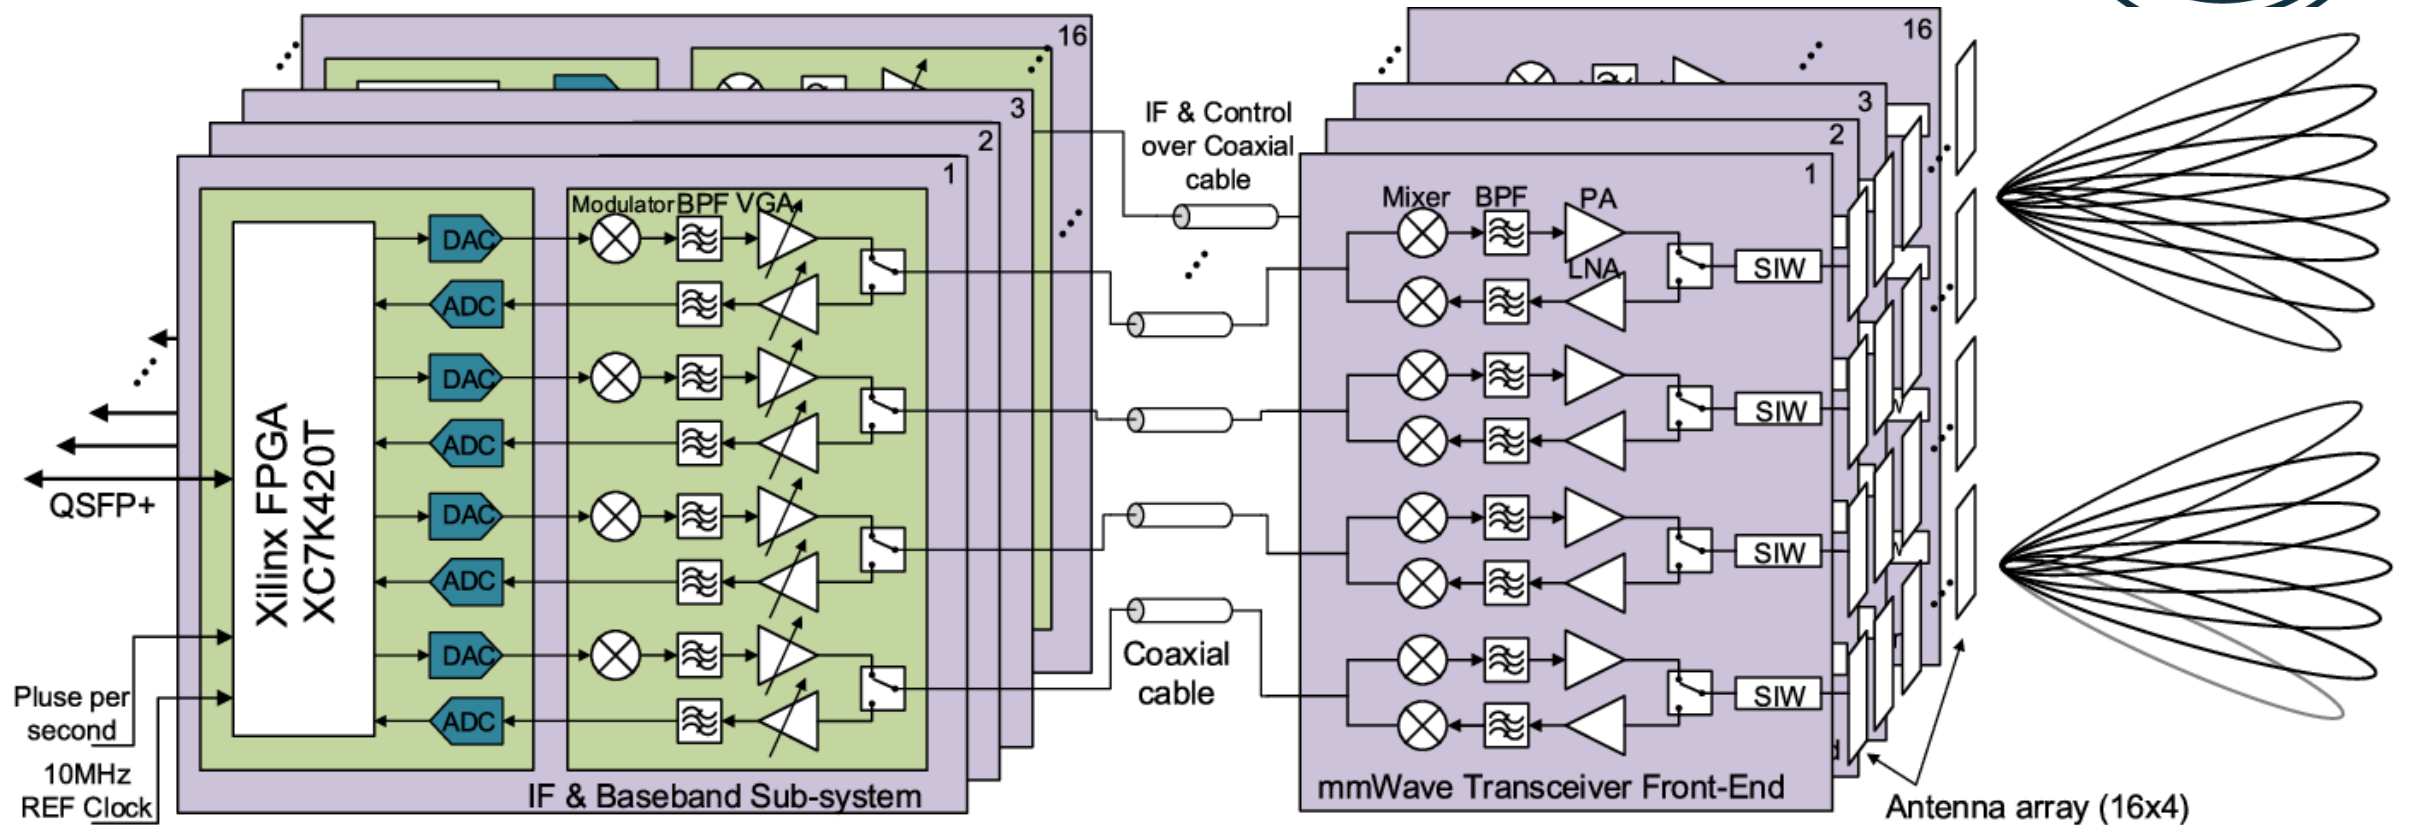 16
3
2
1
Modulator BPF VGA
DAC
ADC
DAC
ADC
DAC
ADC
DAC
ADC
Xilinx FPGA
XC7K420T
QSFP+
Pluse per
second
10MHz
REF Clock
IF & Baseband Sub-system
IF & Control
over Coaxial
cable
Coaxial
cable
16
3
2
1
Mixer BPF PA
LNA
SIW
SIW
SIW
SIW
mmWave Transceiver Front-End
Antenna array (16x4)